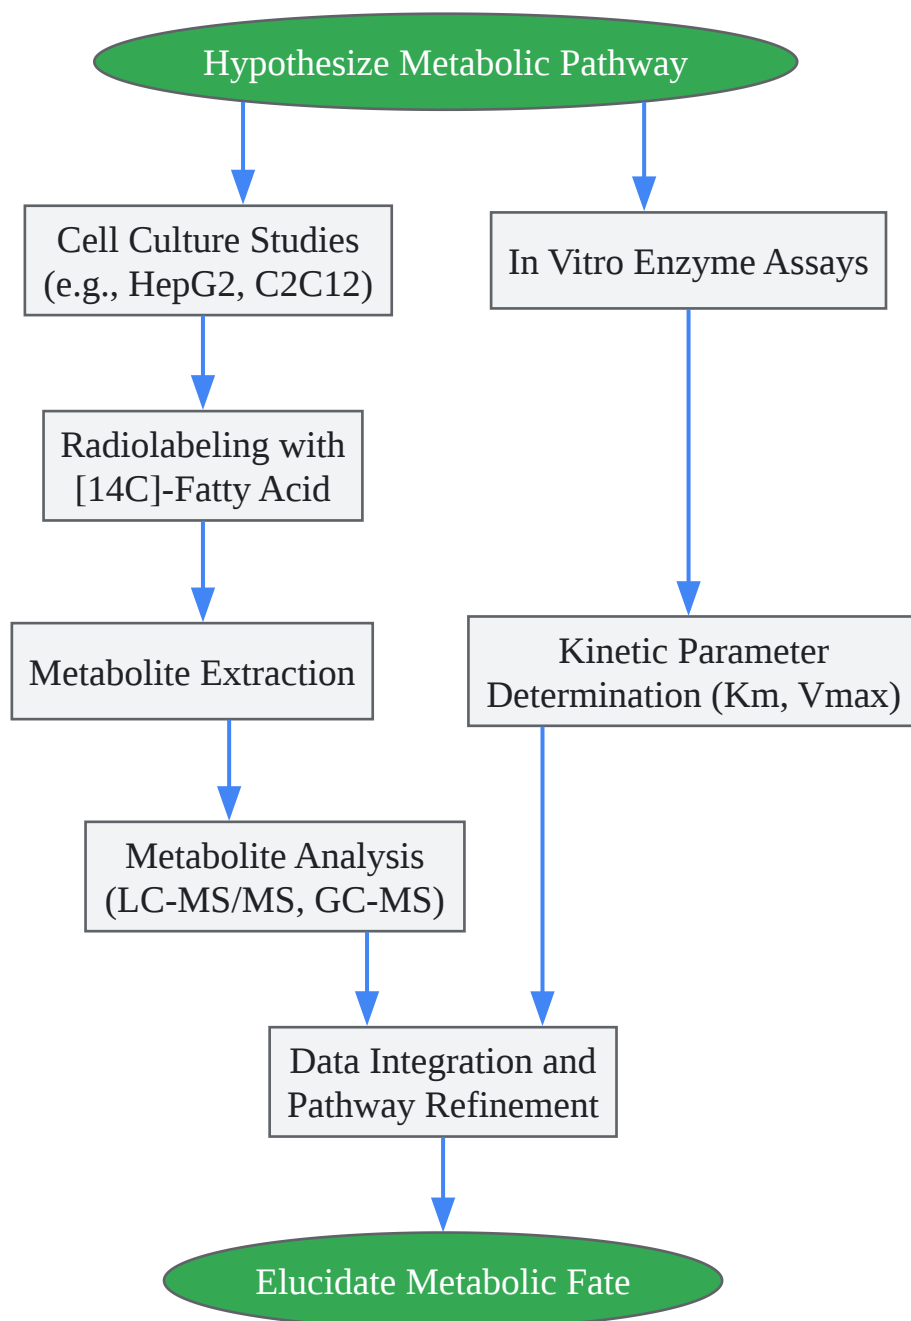 Hypothesize Metabolic Pathway
Cell Culture Studies
(e.g., HepG2, C2C12)
In Vitro Enzyme Assays
Radiolabeling with
[14C]-Fatty Acid
Metabolite Extraction
Kinetic Parameter
Determination (Km, Vmax)
Metabolite Analysis
(LC-MS/MS, GC-MS)
Data Integration and
Pathway Refinement
Elucidate Metabolic Fate